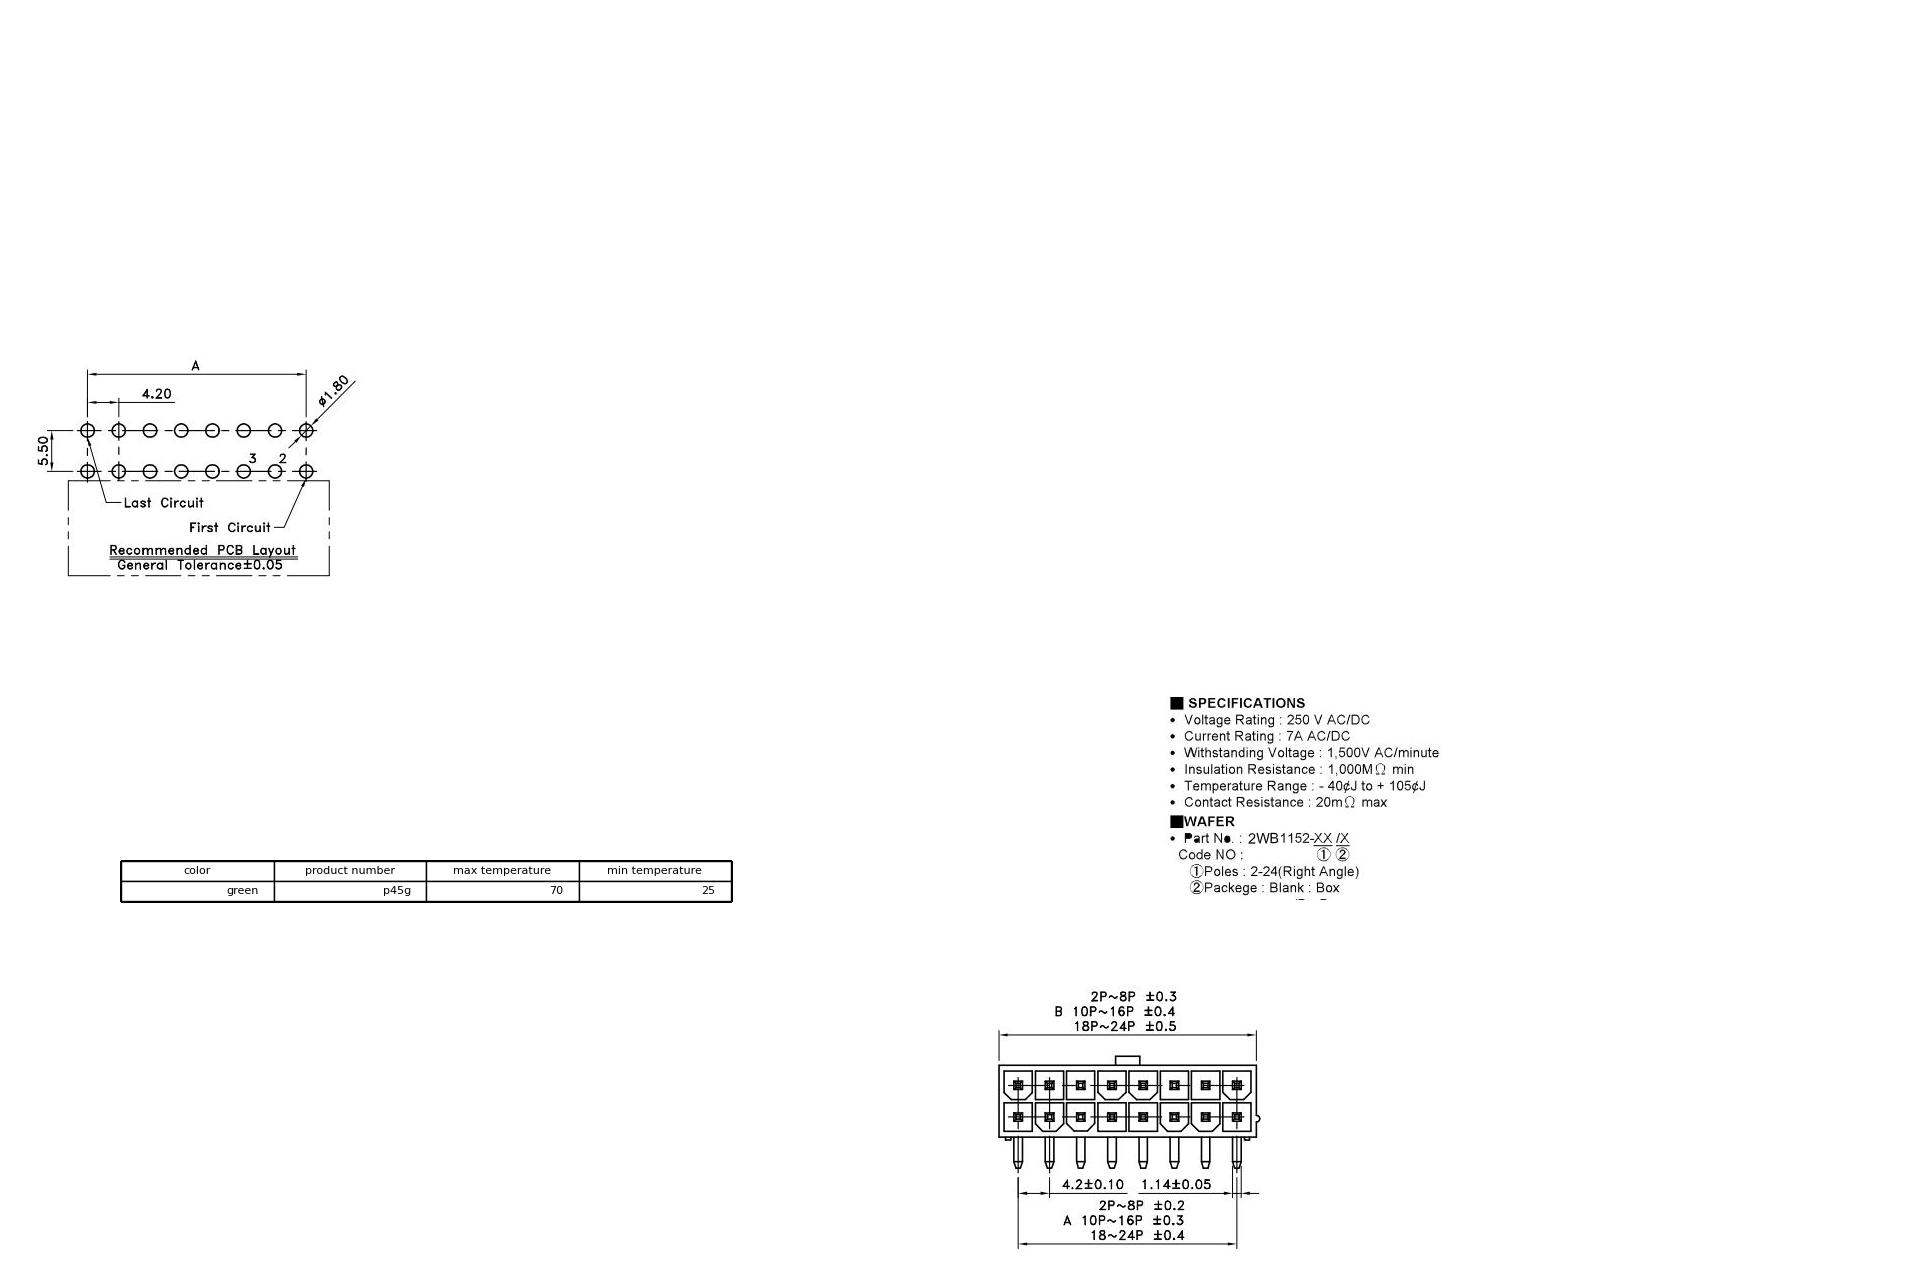 A
4.20
ø1.80
5.50
3 2
Last Circuit
First Circuit
Recommended PCB Layout
General Tolerance±0.05
■ SPECIFICATIONS
• Voltage Rating : 250 V AC/DC
• Current Rating : 7A AC/DC
• Withstanding Voltage : 1,500V AC/minute
• Insulation Resistance : 1,000MΩ min
• Temperature Range : - 40¢J to + 105¢J
• Contact Resistance : 20mΩ max
■WAFER
• Part No. : 2WB1152-XX /X
Code NO : ① ②
①Poles : 2-24(Right Angle)
②Packege : Blank : Box
color product number max temperature min temperature
green p45g 70 25
2P~8P ±0.3
B 10P~16P ±0.4
18P~24P ±0.5
4.2±0.10 1.14±0.05
2P~8P ±0.2
A 10P~16P ±0.3
18~24P ±0.4